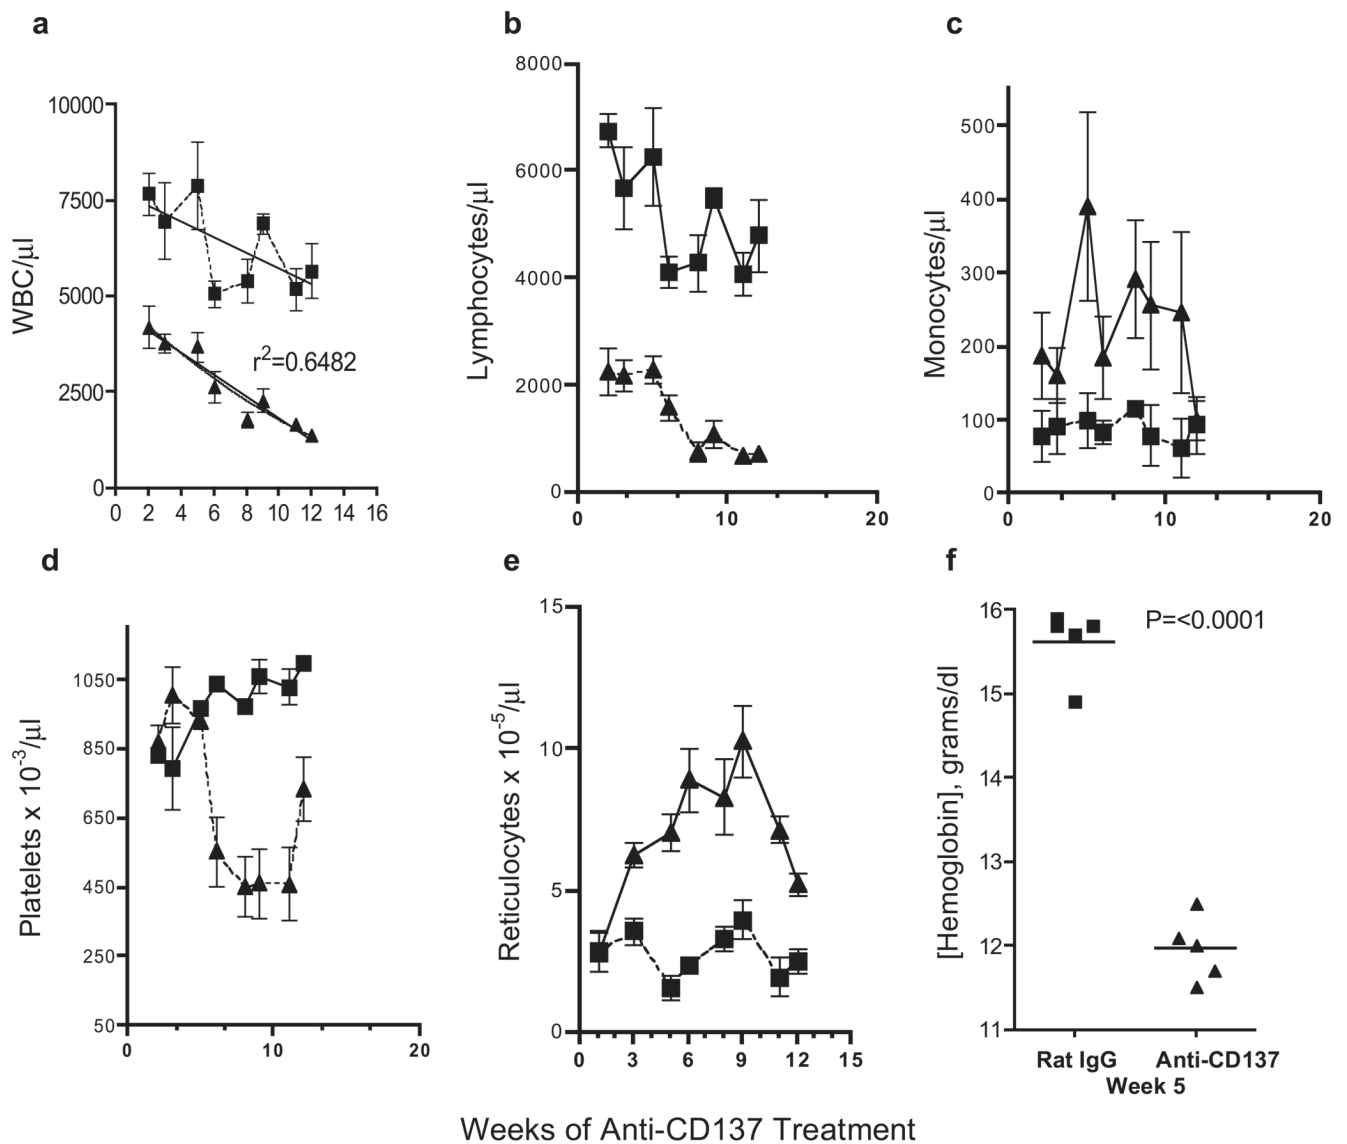 a
WBC/µl
10000
7500
5000
2500
0
r²=0.6482
0 2 4 6 8 10 12 14 16
b
Lymphocytes/µl
8000
6000
4000
2000
0
0 10 20
c
Monocytes/µl
500
400
300
200
100
0
0 10 20
d
Platelets x 10⁻³/µl
1050
850
650
450
250
50
0 10 20
e
Reticulocytes x 10⁻⁵/µl
15
10
5
0
0 3 6 9 12 15
f
[Hemoglobin], grams/dl
16
15
14
13
12
11
P=<0.0001
Rat IgG Anti-CD137
Week 5
Weeks of Anti-CD137 Treatment